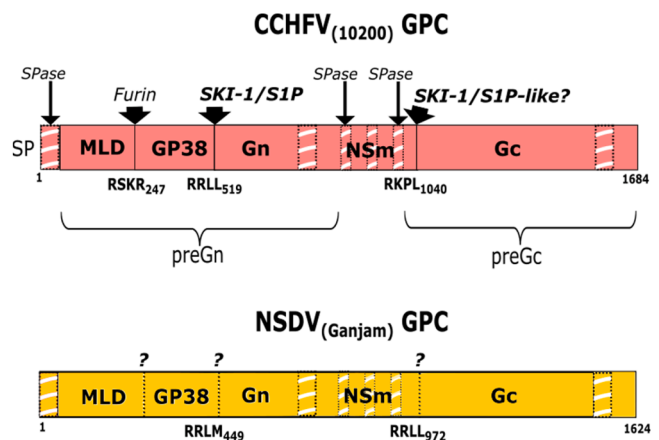 CCHFV(10200) GPC
SPase SPase SPase
Furin SKI-1/S1P SKI-1/S1P-like?
SP MLD GP38 Gn NSm Gc
1 RSKR247 RRLL519 RKPL1040 1684
preGn preGc
NSDV(Ganjam) GPC
? ? ?
MLD GP38 Gn NSm Gc
1 RRLM449 RRLL972 1624